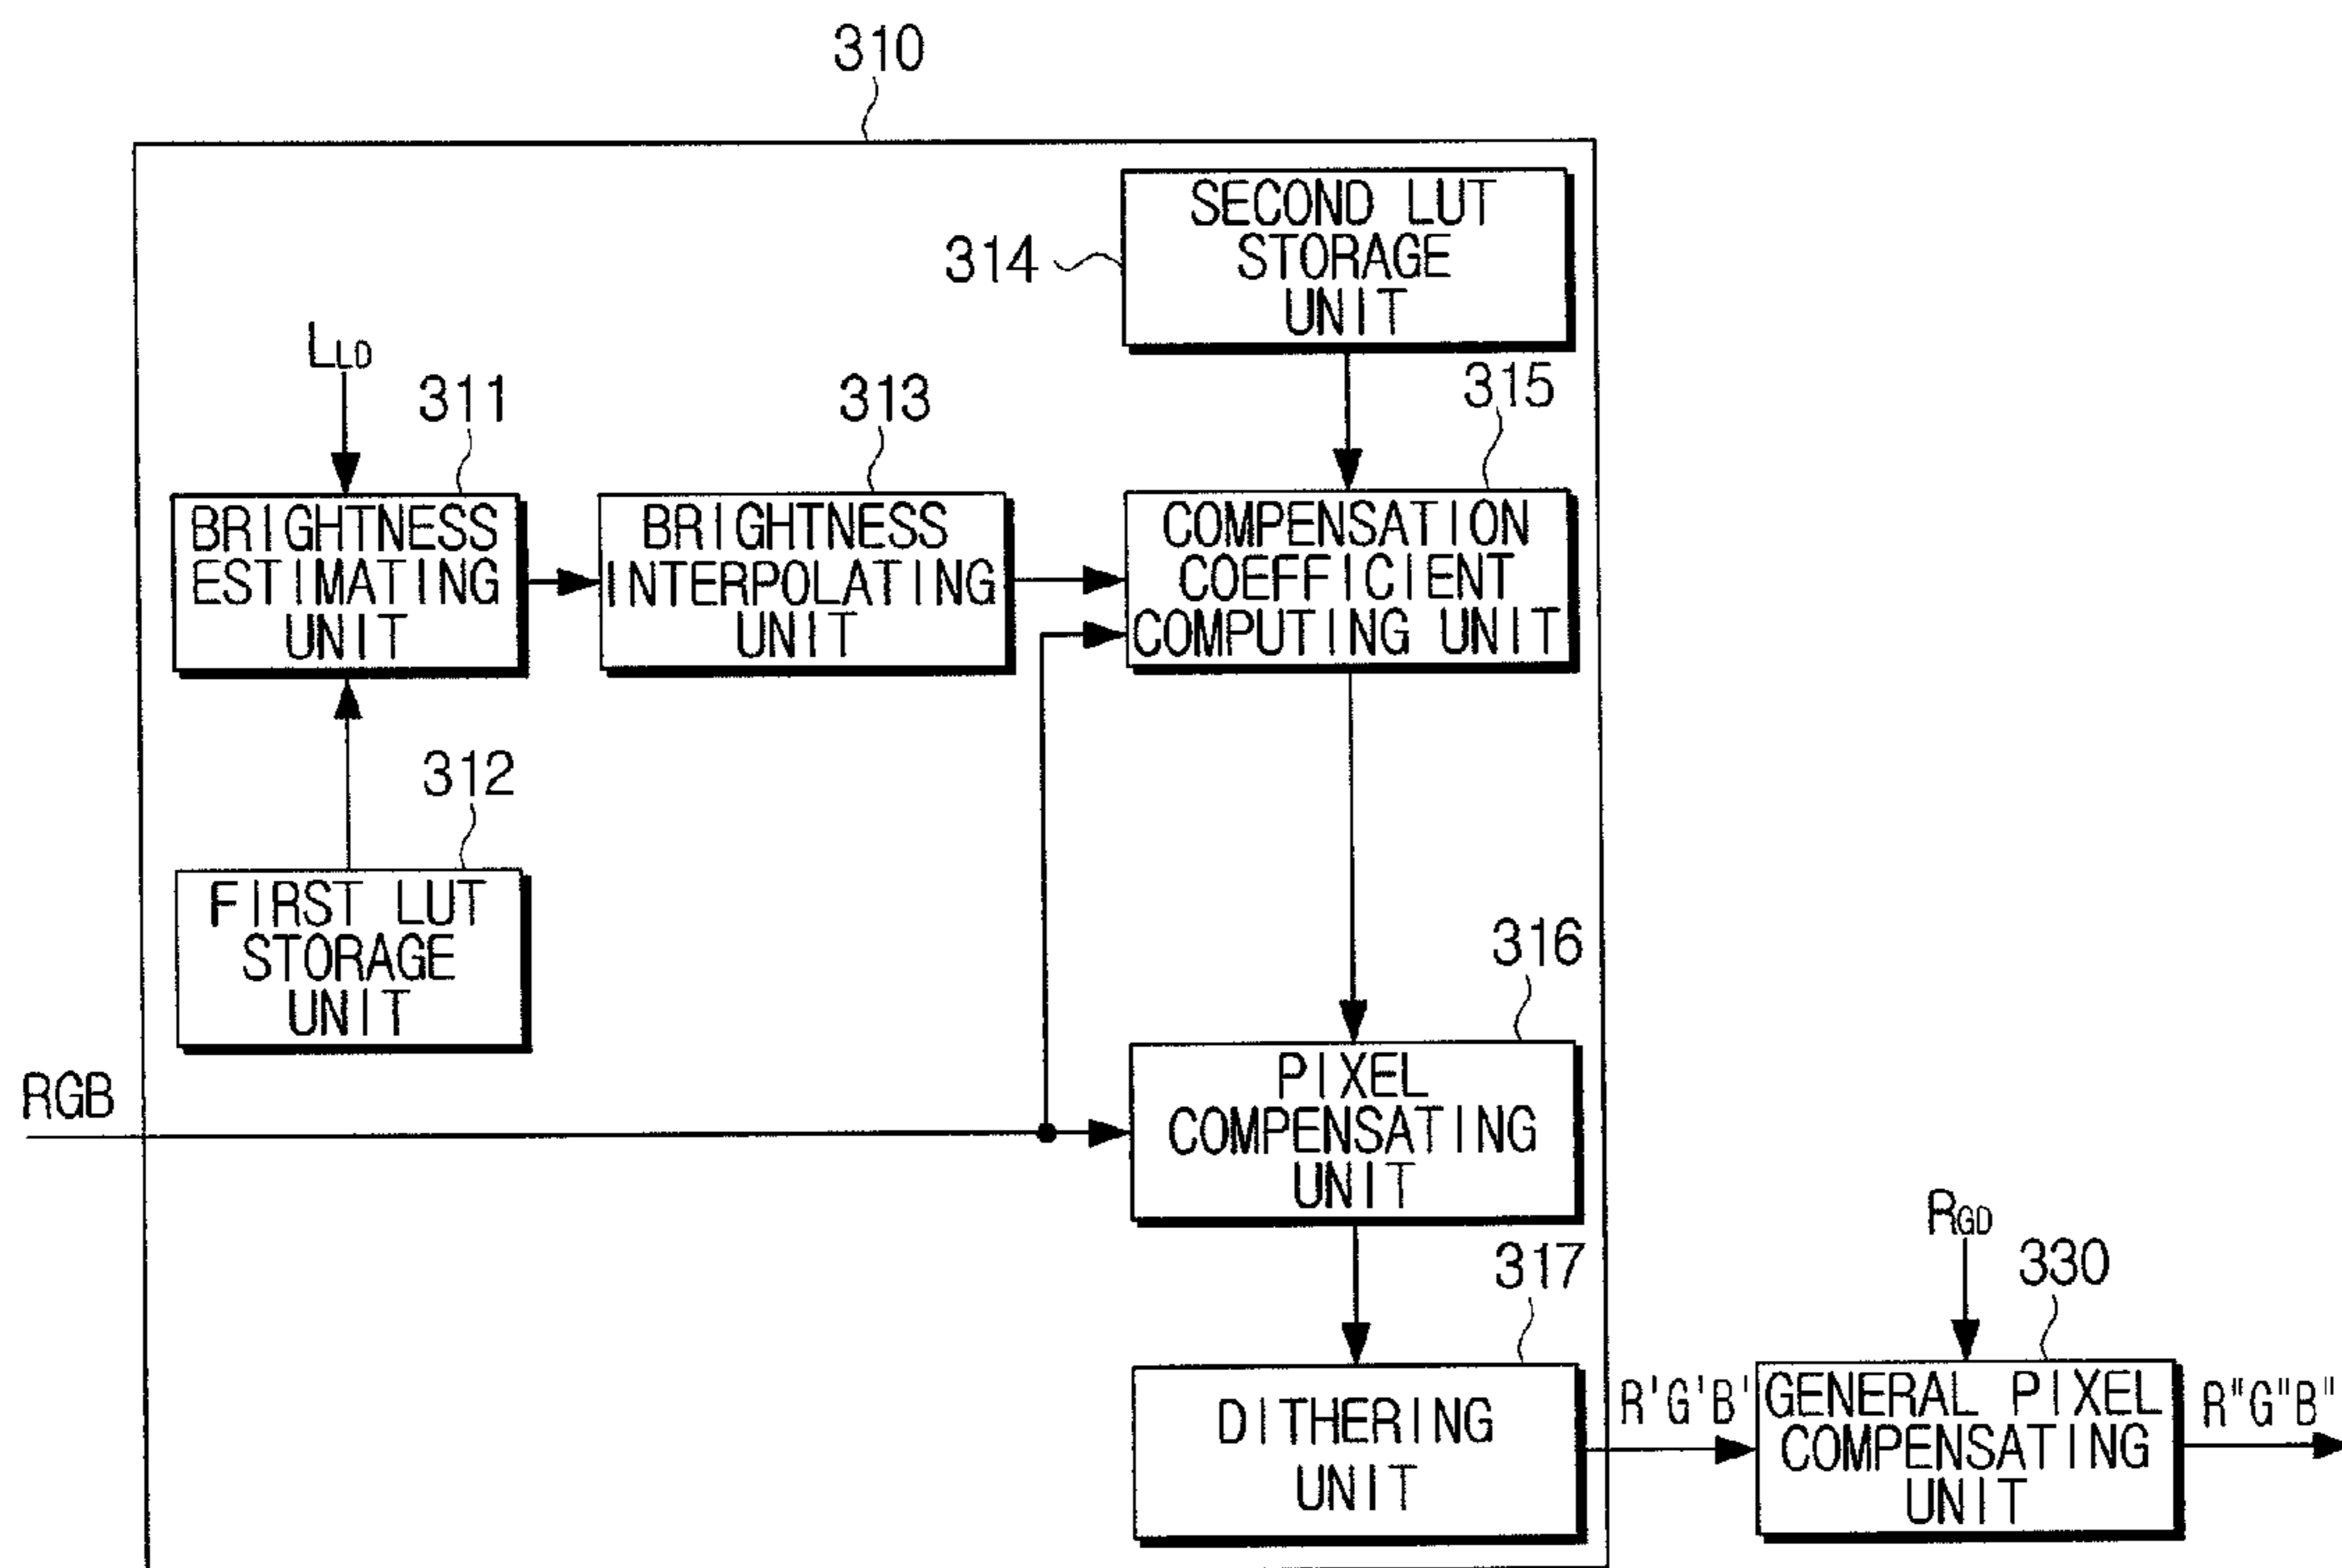 310
SECOND LUT
STORAGE
UNIT
314
LLD
311
313
315
BRIGHTNESS
ESTIMATING
UNIT
BRIGHTNESS
INTERPOLATING
UNIT
COMPENSATION
COEFFICIENT
COMPUTING UNIT
312
FIRST LUT
STORAGE
UNIT
316
RGB
PIXEL
COMPENSATING
UNIT
RGD
317
330
DITHERING
UNIT
R'G'B'
GENERAL PIXEL
COMPENSATING
UNIT
R"G"B"